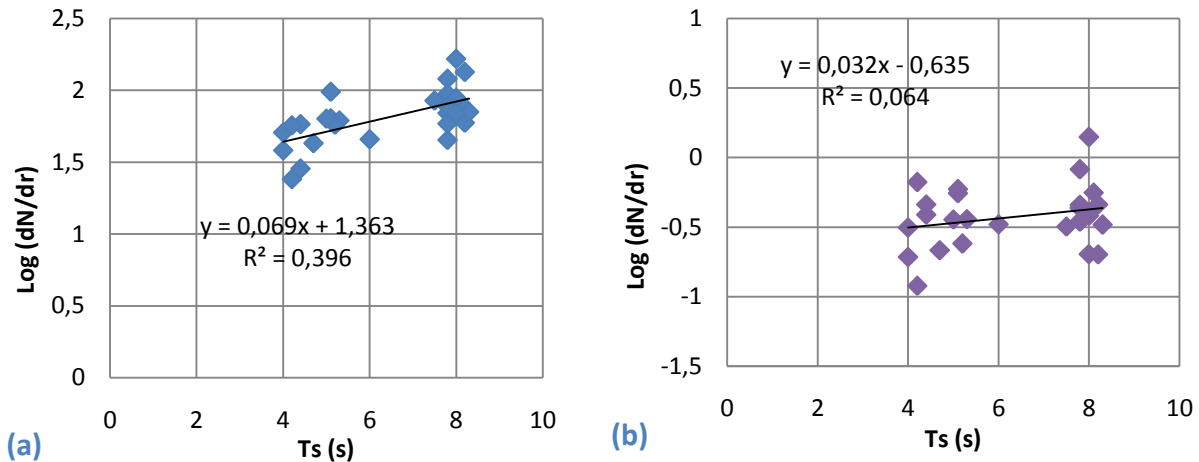 2,5
2
1,5
1
0,5
0
0
2
4
6
8
10
Log (dN/dr)
Ts (s)
y = 0,069x + 1,363
R² = 0,396
(a)
1
0,5
0
-0,5
-1
-1,5
0
2
4
6
8
10
Log (dN/dr)
Ts (s)
y = 0,032x - 0,635
R² = 0,064
(b)